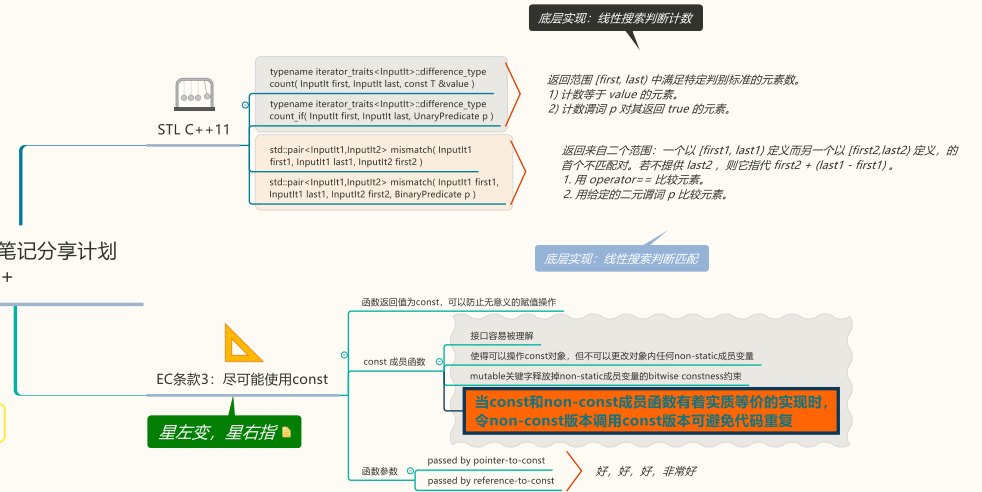 底层实现：线性搜索判断计数
typename iterator_traits<InputIt>::difference_type
count( InputIt first, InputIt last, const T &value )
typename iterator_traits<InputIt>::difference_type
count_if( InputIt first, InputIt last, UnaryPredicate p )
返回范围 [first, last) 中满足特定判别标准的元素数。
1) 计数等于 value 的元素。
2) 计数谓词 p 对其返回 true 的元素。
STL C++11
std::pair<InputIt1,InputIt2> mismatch( InputIt1
first1, InputIt1 last1, InputIt2 first2 )
std::pair<InputIt1,InputIt2> mismatch( InputIt1 first1,
InputIt1 last1, InputIt2 first2, BinaryPredicate p )
返回来自二个范围：一个以 [first1, last1) 定义而另一个以 [first2,last2) 定义，的
首个不匹配对。若不提供 last2 ，则它指代 first2 + (last1 - first1) 。
1. 用 operator== 比较元素。
2. 用给定的二元谓词 p 比较元素。
底层实现：线性搜索判断匹配
笔记分享计划
+
EC条款3：尽可能使用const
星左变，星右指
函数返回值为const，可以防止无意义的赋值操作
const 成员函数
接口容易被理解
使得可以操作const对象，但不可以更改对象内任何non-static成员变量
mutable关键字释放掉non-static成员变量的bitwise constness约束
当const和non-const成员函数有着实质等价的实现时，
令non-const版本调用const版本可避免代码重复
函数参数
passed by pointer-to-const
passed by reference-to-const
好，好，好，非常好